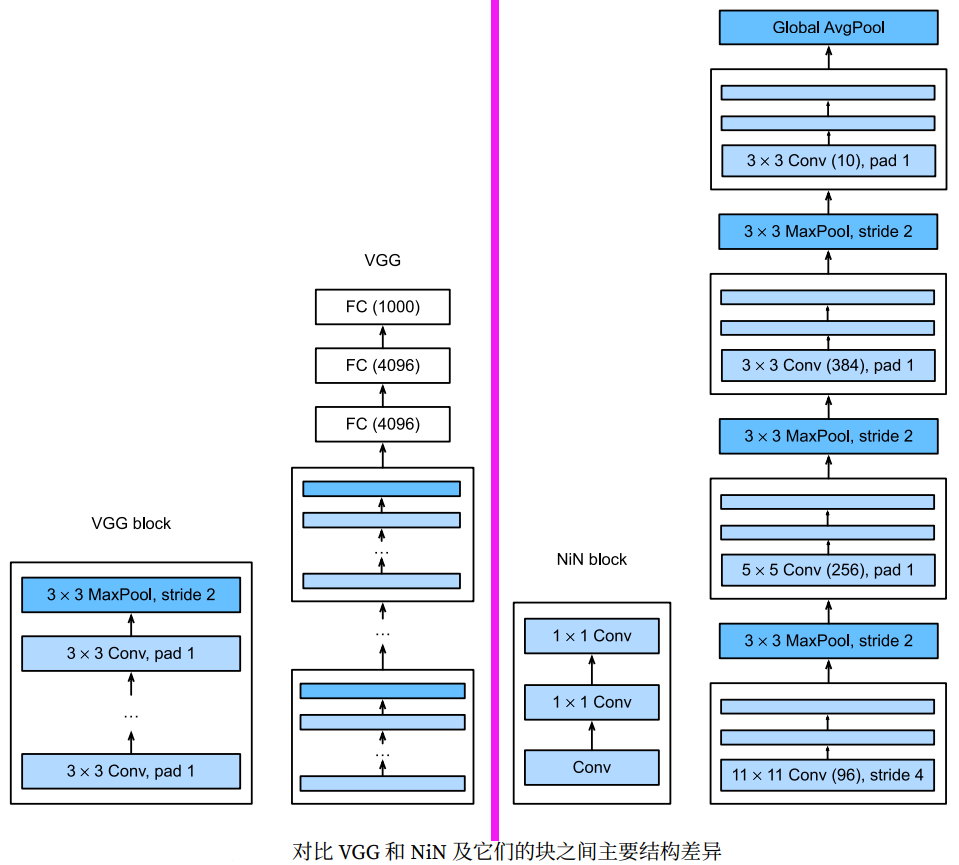 VGG block
3 × 3 MaxPool, stride 2
3 × 3 Conv, pad 1
...
3 × 3 Conv, pad 1
VGG
FC (1000)
FC (4096)
FC (4096)
...
...
...
NiN block
1 × 1 Conv
1 × 1 Conv
Conv
Global AvgPool
3 × 3 Conv (10), pad 1
3 × 3 MaxPool, stride 2
3 × 3 Conv (384), pad 1
3 × 3 MaxPool, stride 2
5 × 5 Conv (256), pad 1
3 × 3 MaxPool, stride 2
11 × 11 Conv (96), stride 4
对比 VGG 和 NiN 及它们的块之间主要结构差异